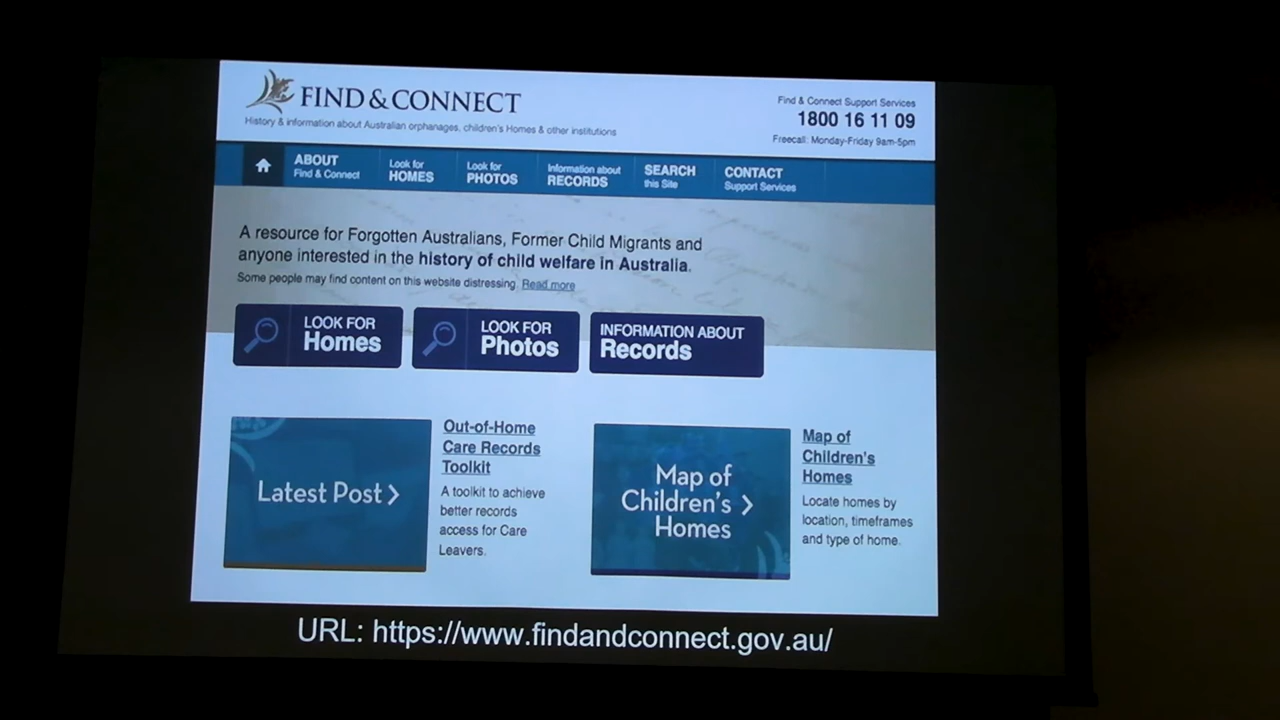 FIND & CONNECT
History & information about Australian orphanages, children's Homes & other institutions
Find & Connect Support Services
1800 16 11 09
Freecall: Monday-Friday 9am-5pm
ABOUT
Find & Connect
Look for
HOMES
Look for
PHOTOS
Information about
RECORDS
SEARCH
this Site
CONTACT
Support Services
A resource for Forgotten Australians, Former Child Migrants and
anyone interested in the history of child welfare in Australia.
Some people may find content on this website distressing. Read more
LOOK FOR
Homes
LOOK FOR
Photos
INFORMATION ABOUT
Records
Latest Post
Out-of-Home
Care Records
Toolkit
A toolkit to achieve
better records
access for Care
Leavers.
Map of
Children's
Homes
Map of
Children's
Homes
Locate homes by
location, timeframes
and type of home.
URL: https://www.findandconnect.gov.au/